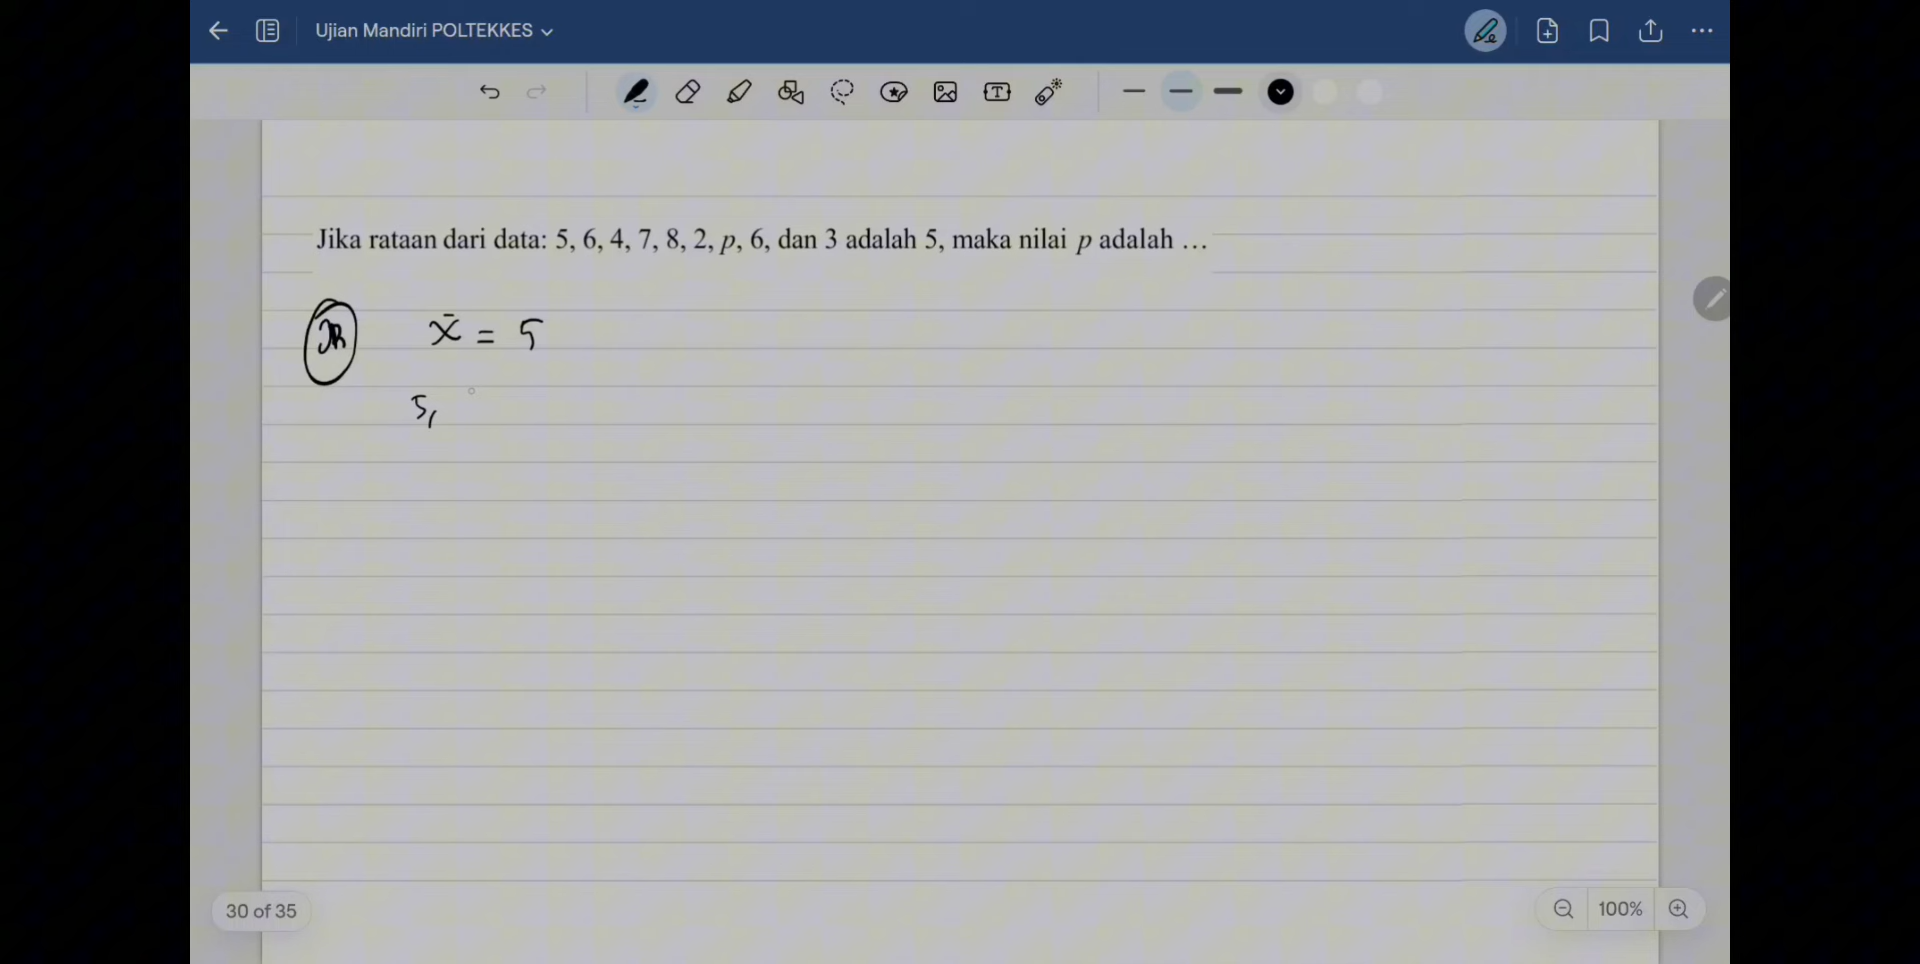 Ujian Mandiri POLTEKKES
Jika rataan dari data: 5, 6, 4, 7, 8, 2, p, 6, dan 3 adalah 5, maka nilai p adalah …
x̄ = 5
5,
30 of 35
100%